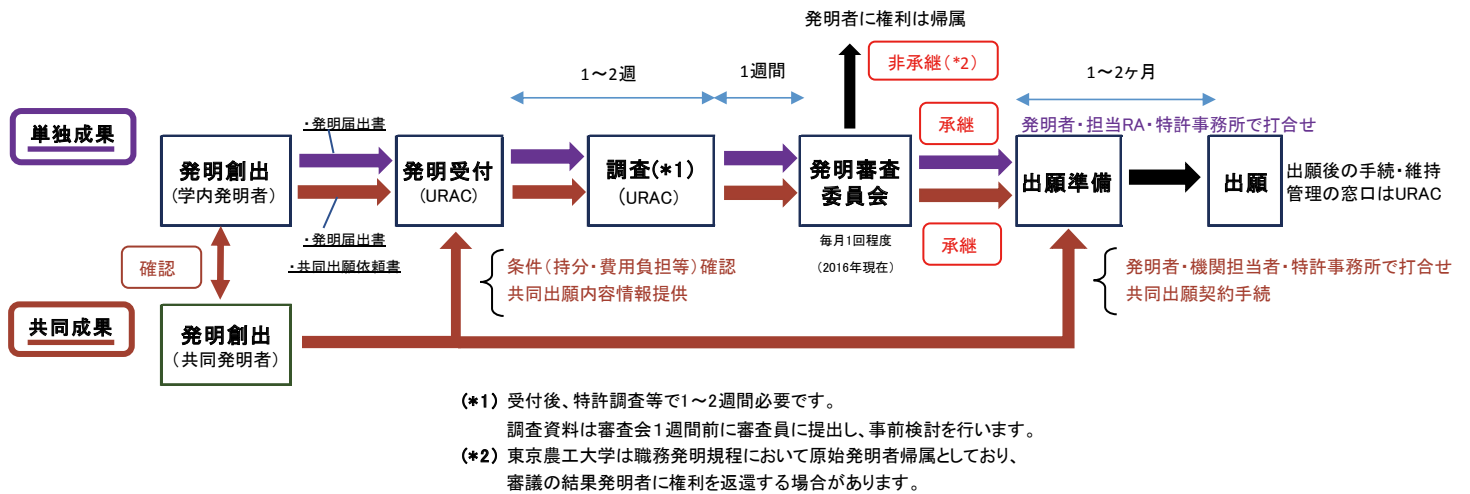 発明者に権利は帰属
非承継(*2)
1～2週
1週間
1～2ヶ月
単独成果
・発明届出書
承継
発明者・担当RA・特許事務所で打合せ
発明創出
(学内発明者)
発明受付
(URAC)
調査(*1)
(URAC)
発明審査
委員会
出願準備
出願
出願後の手続・維持
管理の窓口はURAC
・発明届出書
・共同出願依頼書
毎月1回程度
(2016年現在)
承継
確認
条件(持分・費用負担等)確認
共同出願内容情報提供
発明者・機関担当者・特許事務所で打合せ
共同出願契約手続
共同成果
発明創出
(共同発明者)
(*1) 受付後、特許調査等で1～2週間必要です。
調査資料は審査会1週間前に審査員に提出し、事前検討を行います。
(*2) 東京農工大学は職務発明規程において原始発明者帰属としており、
審議の結果発明者に権利を返還する場合があります。